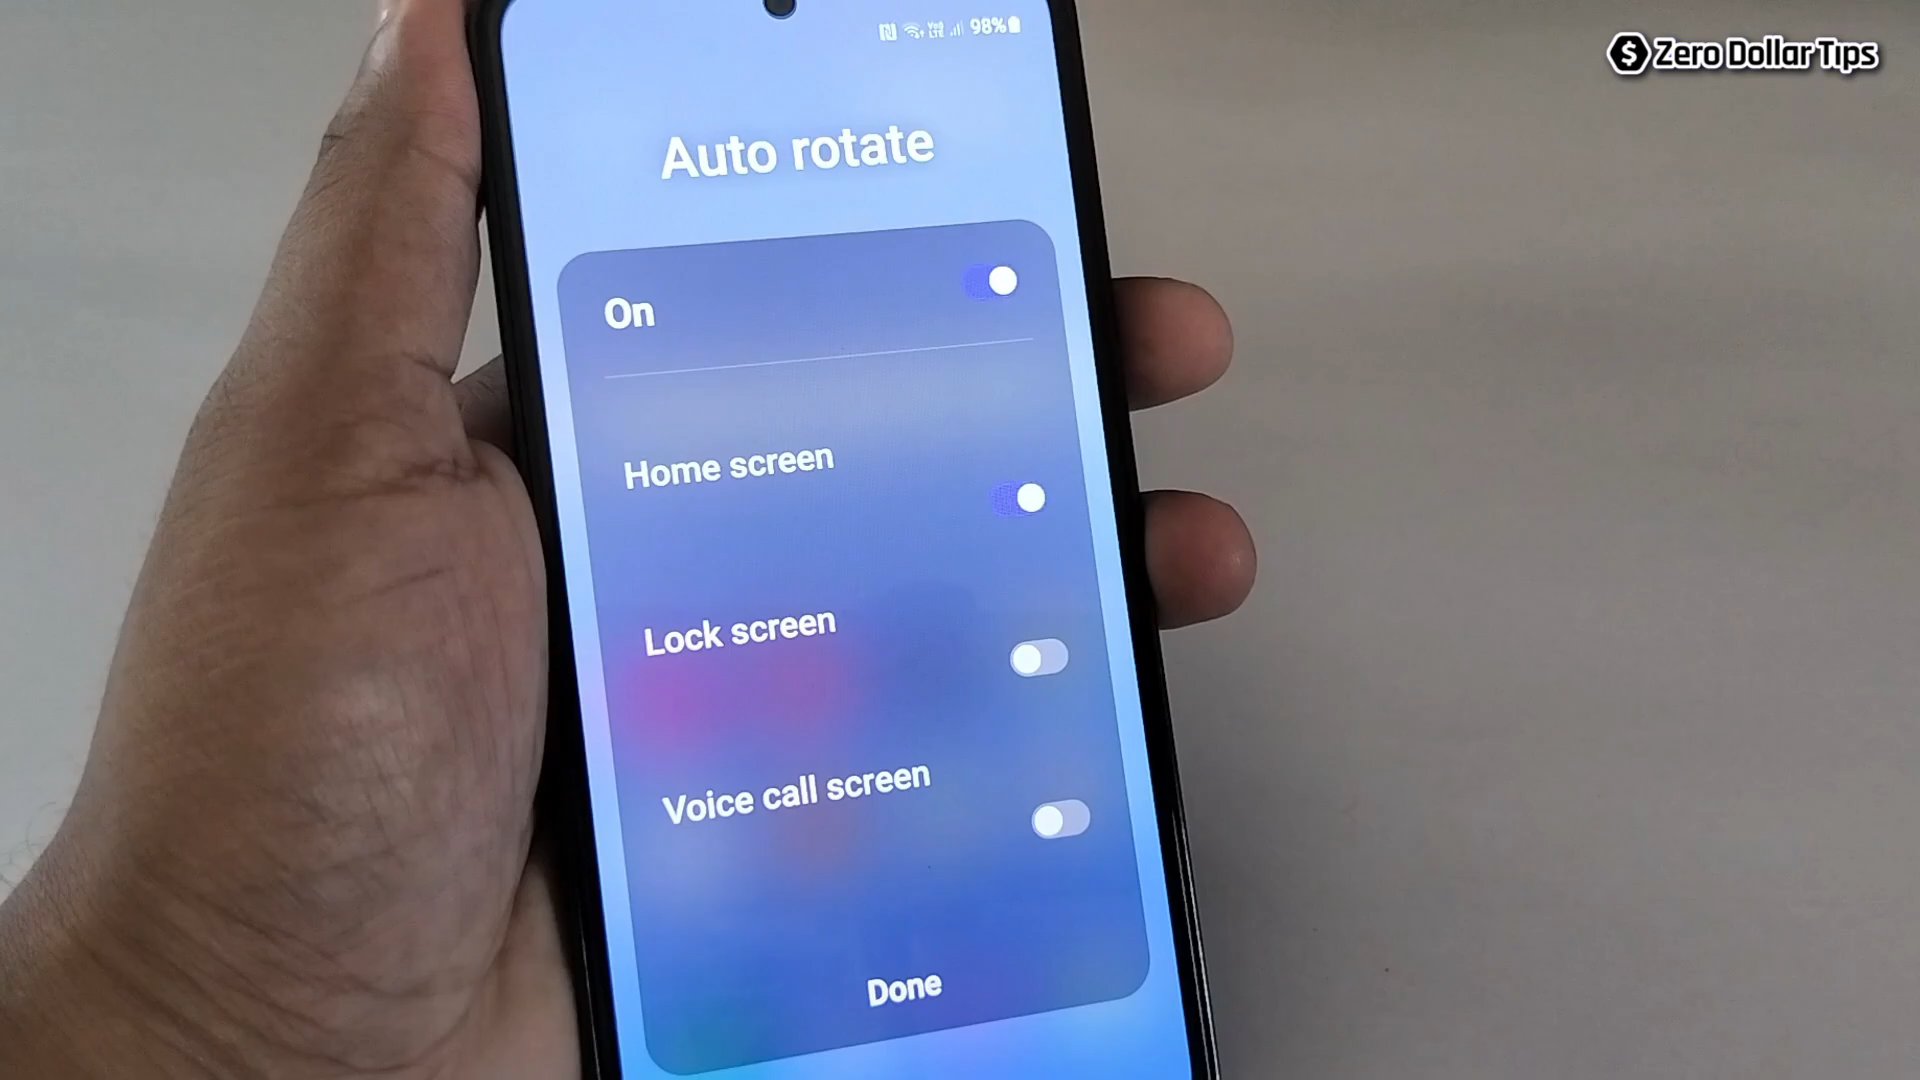 98%
$ Zero Dollar Tips
Auto rotate
On
Home screen
Lock screen
Voice call screen
Done